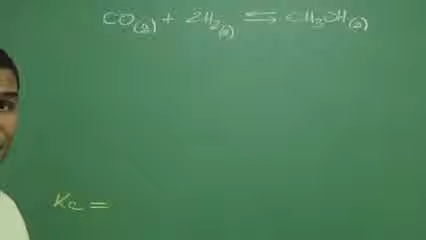 CO(g) + 2H2(g) ⇌ CH3OH(g)
Kc =